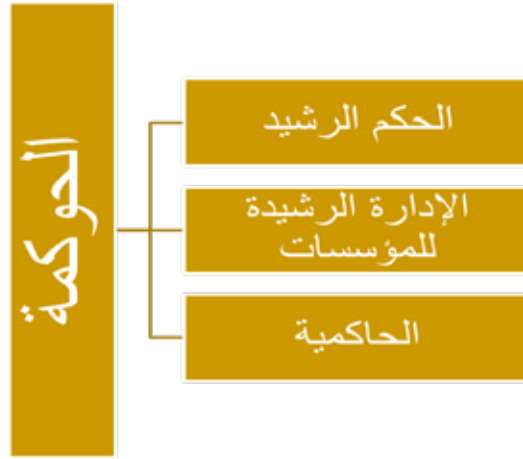 الحوكمة
الحكم الرشيد
الإدارة الرشيدة
للمؤسسات
الحاكمية